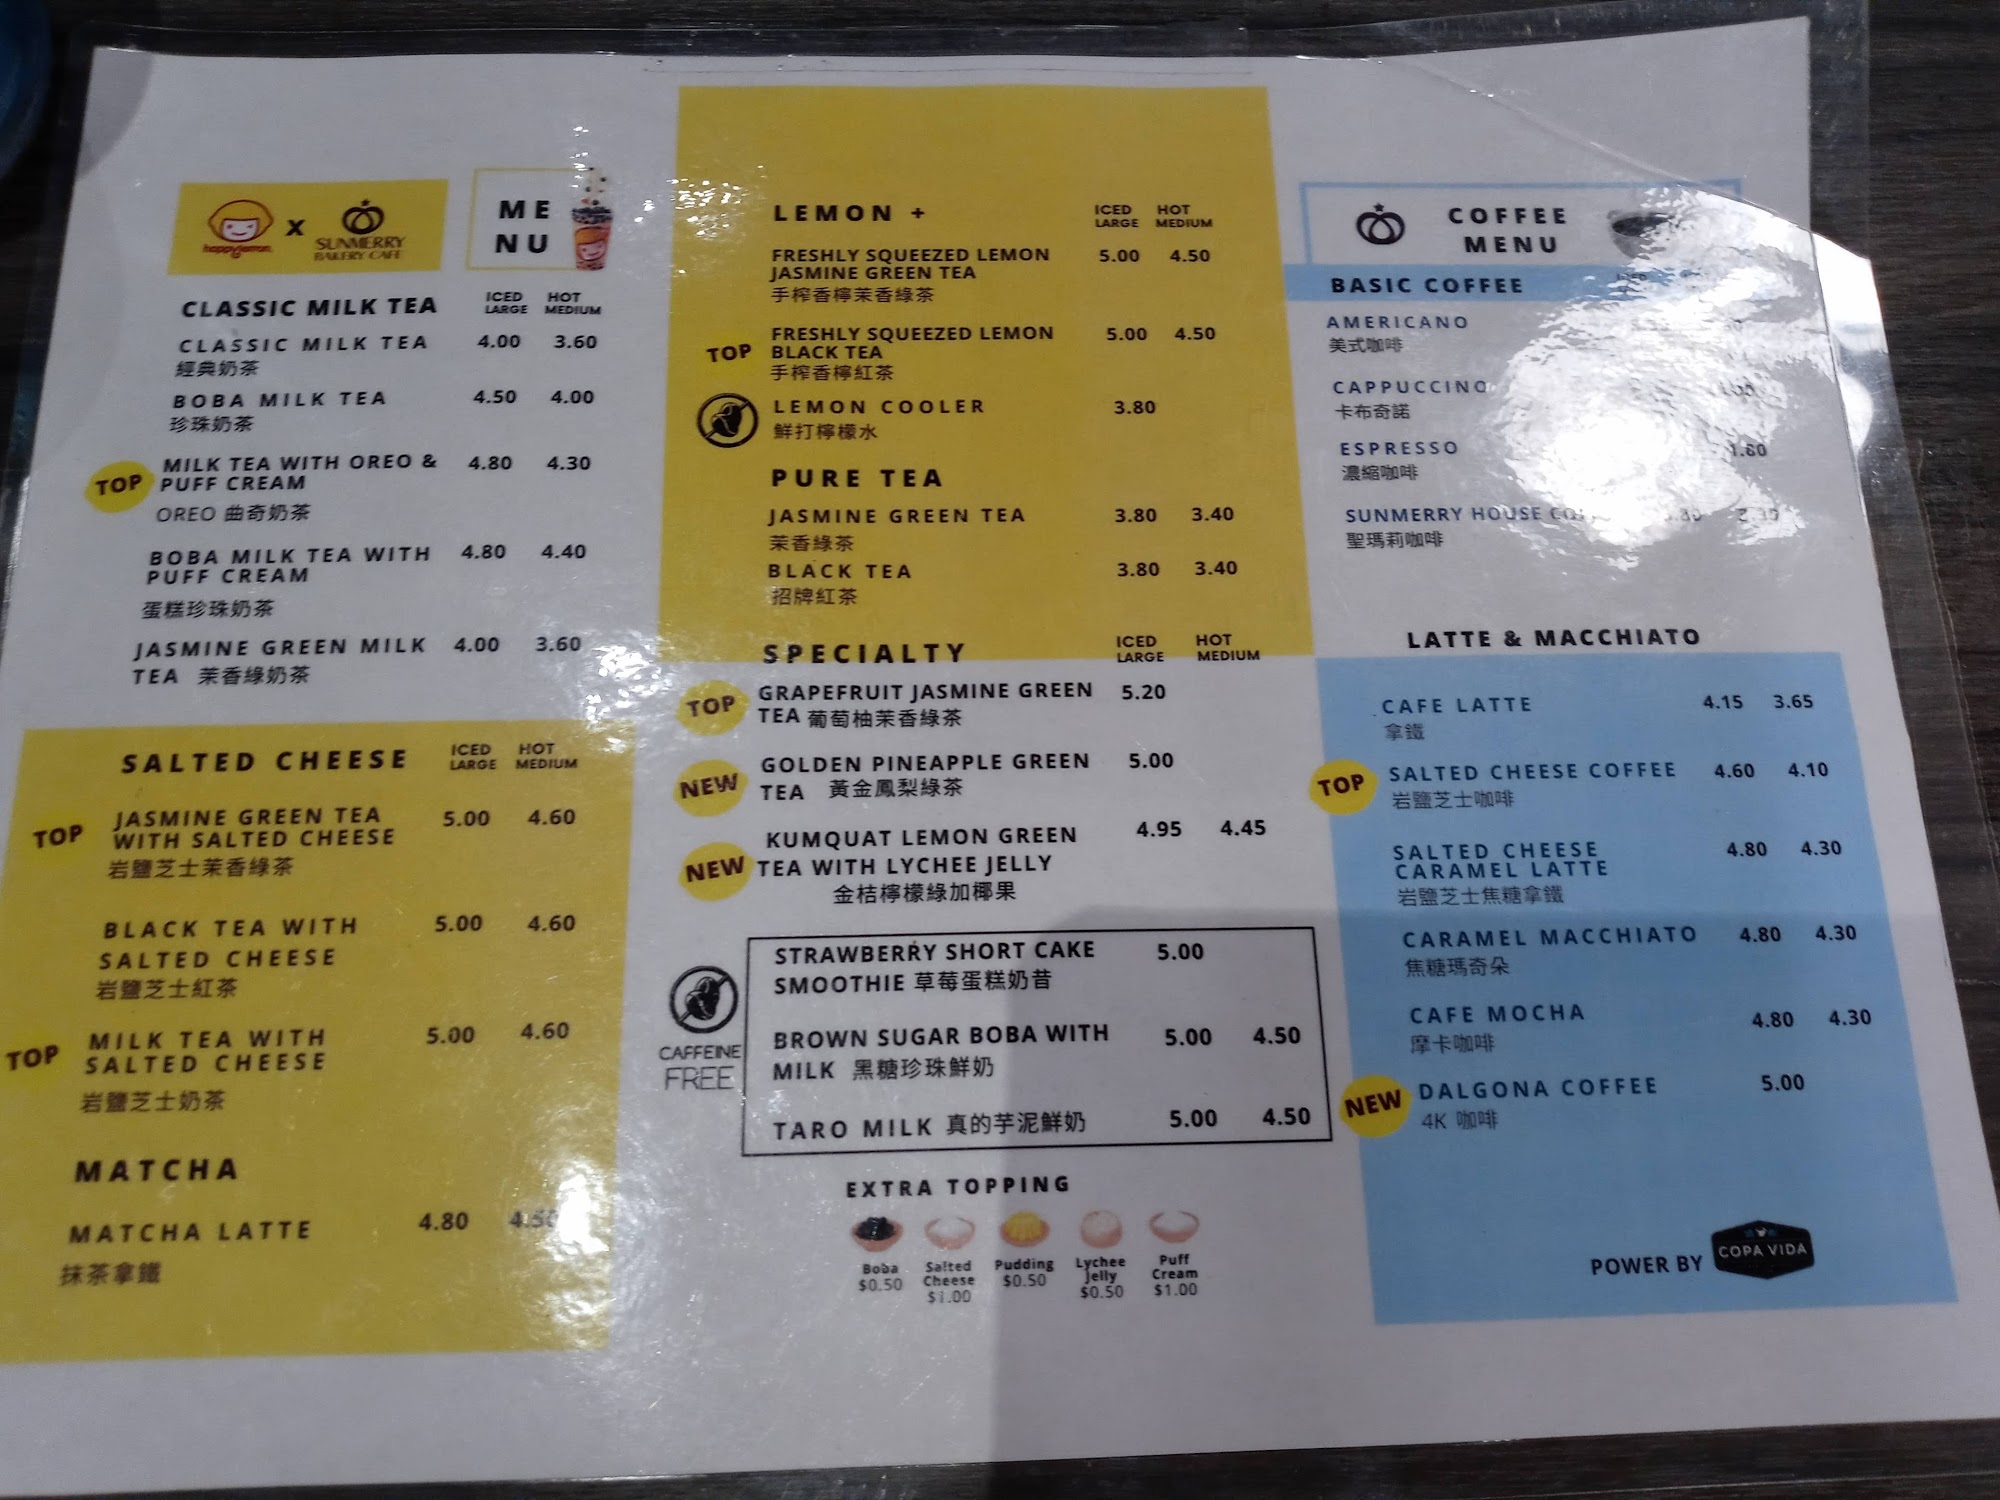 happylemon
X
SUNMERRY
BAKERY CAFE
ME
NU
CLASSIC MILK TEA
ICED LARGE HOT MEDIUM
CLASSIC MILK TEA 4.00 3.60
經典奶茶
BOBA MILK TEA 4.50 4.00
珍珠奶茶
TOP
MILK TEA WITH OREO & 4.80 4.30
PUFF CREAM
OREO 曲奇奶茶
BOBA MILK TEA WITH 4.80 4.40
PUFF CREAM
蛋糕珍珠奶茶
JASMINE GREEN MILK 4.00 3.60
TEA 茉香綠奶茶
SALTED CHEESE
ICED LARGE HOT MEDIUM
TOP
JASMINE GREEN TEA 5.00 4.60
WITH SALTED CHEESE
岩鹽芝士茉香綠茶
BLACK TEA WITH 5.00 4.60
SALTED CHEESE
岩鹽芝士紅茶
TOP
MILK TEA WITH 5.00 4.60
SALTED CHEESE
岩鹽芝士奶茶
MATCHA
MATCHA LATTE 4.80 4.50
抹茶拿鐵
LEMON +
ICED LARGE HOT MEDIUM
FRESHLY SQUEEZED LEMON 5.00 4.50
JASMINE GREEN TEA
手榨香檸茉香綠茶
TOP
FRESHLY SQUEEZED LEMON 5.00 4.50
BLACK TEA
手榨香檸紅茶
LEMON COOLER 3.80
鮮打檸檬水
PURE TEA
JASMINE GREEN TEA 3.80 3.40
茉香綠茶
BLACK TEA 3.80 3.40
招牌紅茶
SPECIALTY
ICED LARGE HOT MEDIUM
TOP
GRAPEFRUIT JASMINE GREEN 5.20
TEA 葡萄柚茉香綠茶
NEW
GOLDEN PINEAPPLE GREEN 5.00
TEA 黃金鳳梨綠茶
NEW
KUMQUAT LEMON GREEN 4.95 4.45
TEA WITH LYCHEE JELLY
金桔檸檬綠加椰果
CAFFEINE
FREE
STRAWBERRY SHORT CAKE 5.00
SMOOTHIE 草莓蛋糕奶昔
BROWN SUGAR BOBA WITH 5.00 4.50
MILK 黑糖珍珠鮮奶
TARO MILK 真的芋泥鮮奶 5.00 4.50
EXTRA TOPPING
Boba $0.50
Salted Cheese $1.00
Pudding $0.50
Lychee Jelly $0.50
Puff Cream $1.00
COFFEE
MENU
BASIC COFFEE
AMERICANO
美式咖啡
CAPPUCCINO
卡布奇諾
ESPRESSO 1.80
濃縮咖啡
SUNMERRY HOUSE
聖瑪莉咖啡
LATTE & MACCHIATO
CAFE LATTE 4.15 3.65
拿鐵
TOP
SALTED CHEESE COFFEE 4.60 4.10
岩鹽芝士咖啡
SALTED CHEESE 4.80 4.30
CARAMEL LATTE
岩鹽芝士焦糖拿鐵
CARAMEL MACCHIATO 4.80 4.30
焦糖瑪奇朵
CAFE MOCHA 4.80 4.30
摩卡咖啡
NEW
DALGONA COFFEE 5.00
4K 咖啡
POWER BY COPA VIDA